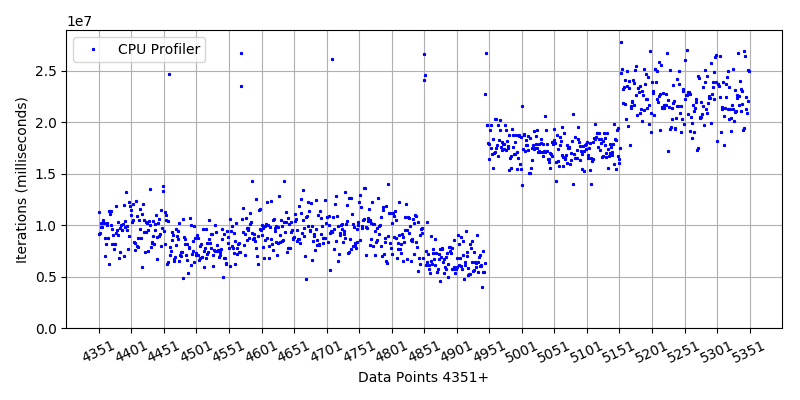 1e7
CPU Profiler
Iterations (milliseconds)
2.5
2.0
1.5
1.0
0.5
0.0
4351 4401 4451 4501 4551 4601 4651 4701 4751 4801 4851 4901 4951 5001 5051 5101 5151 5201 5251 5301 5351
Data Points 4351+